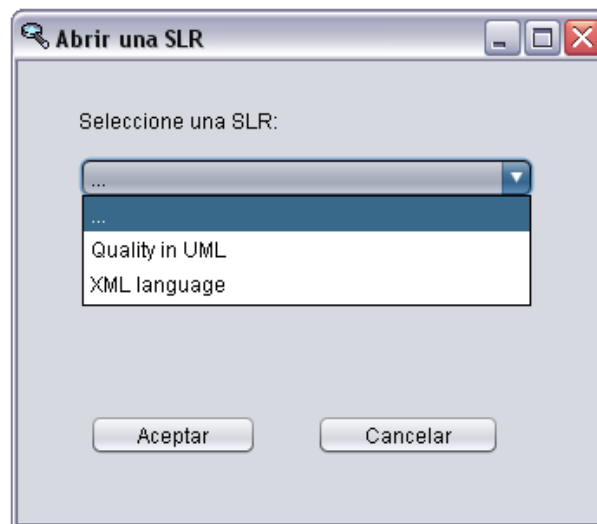 Abrir una SLR
Seleccione una SLR:
...
...
Quality in UML
XML language
Aceptar Cancelar